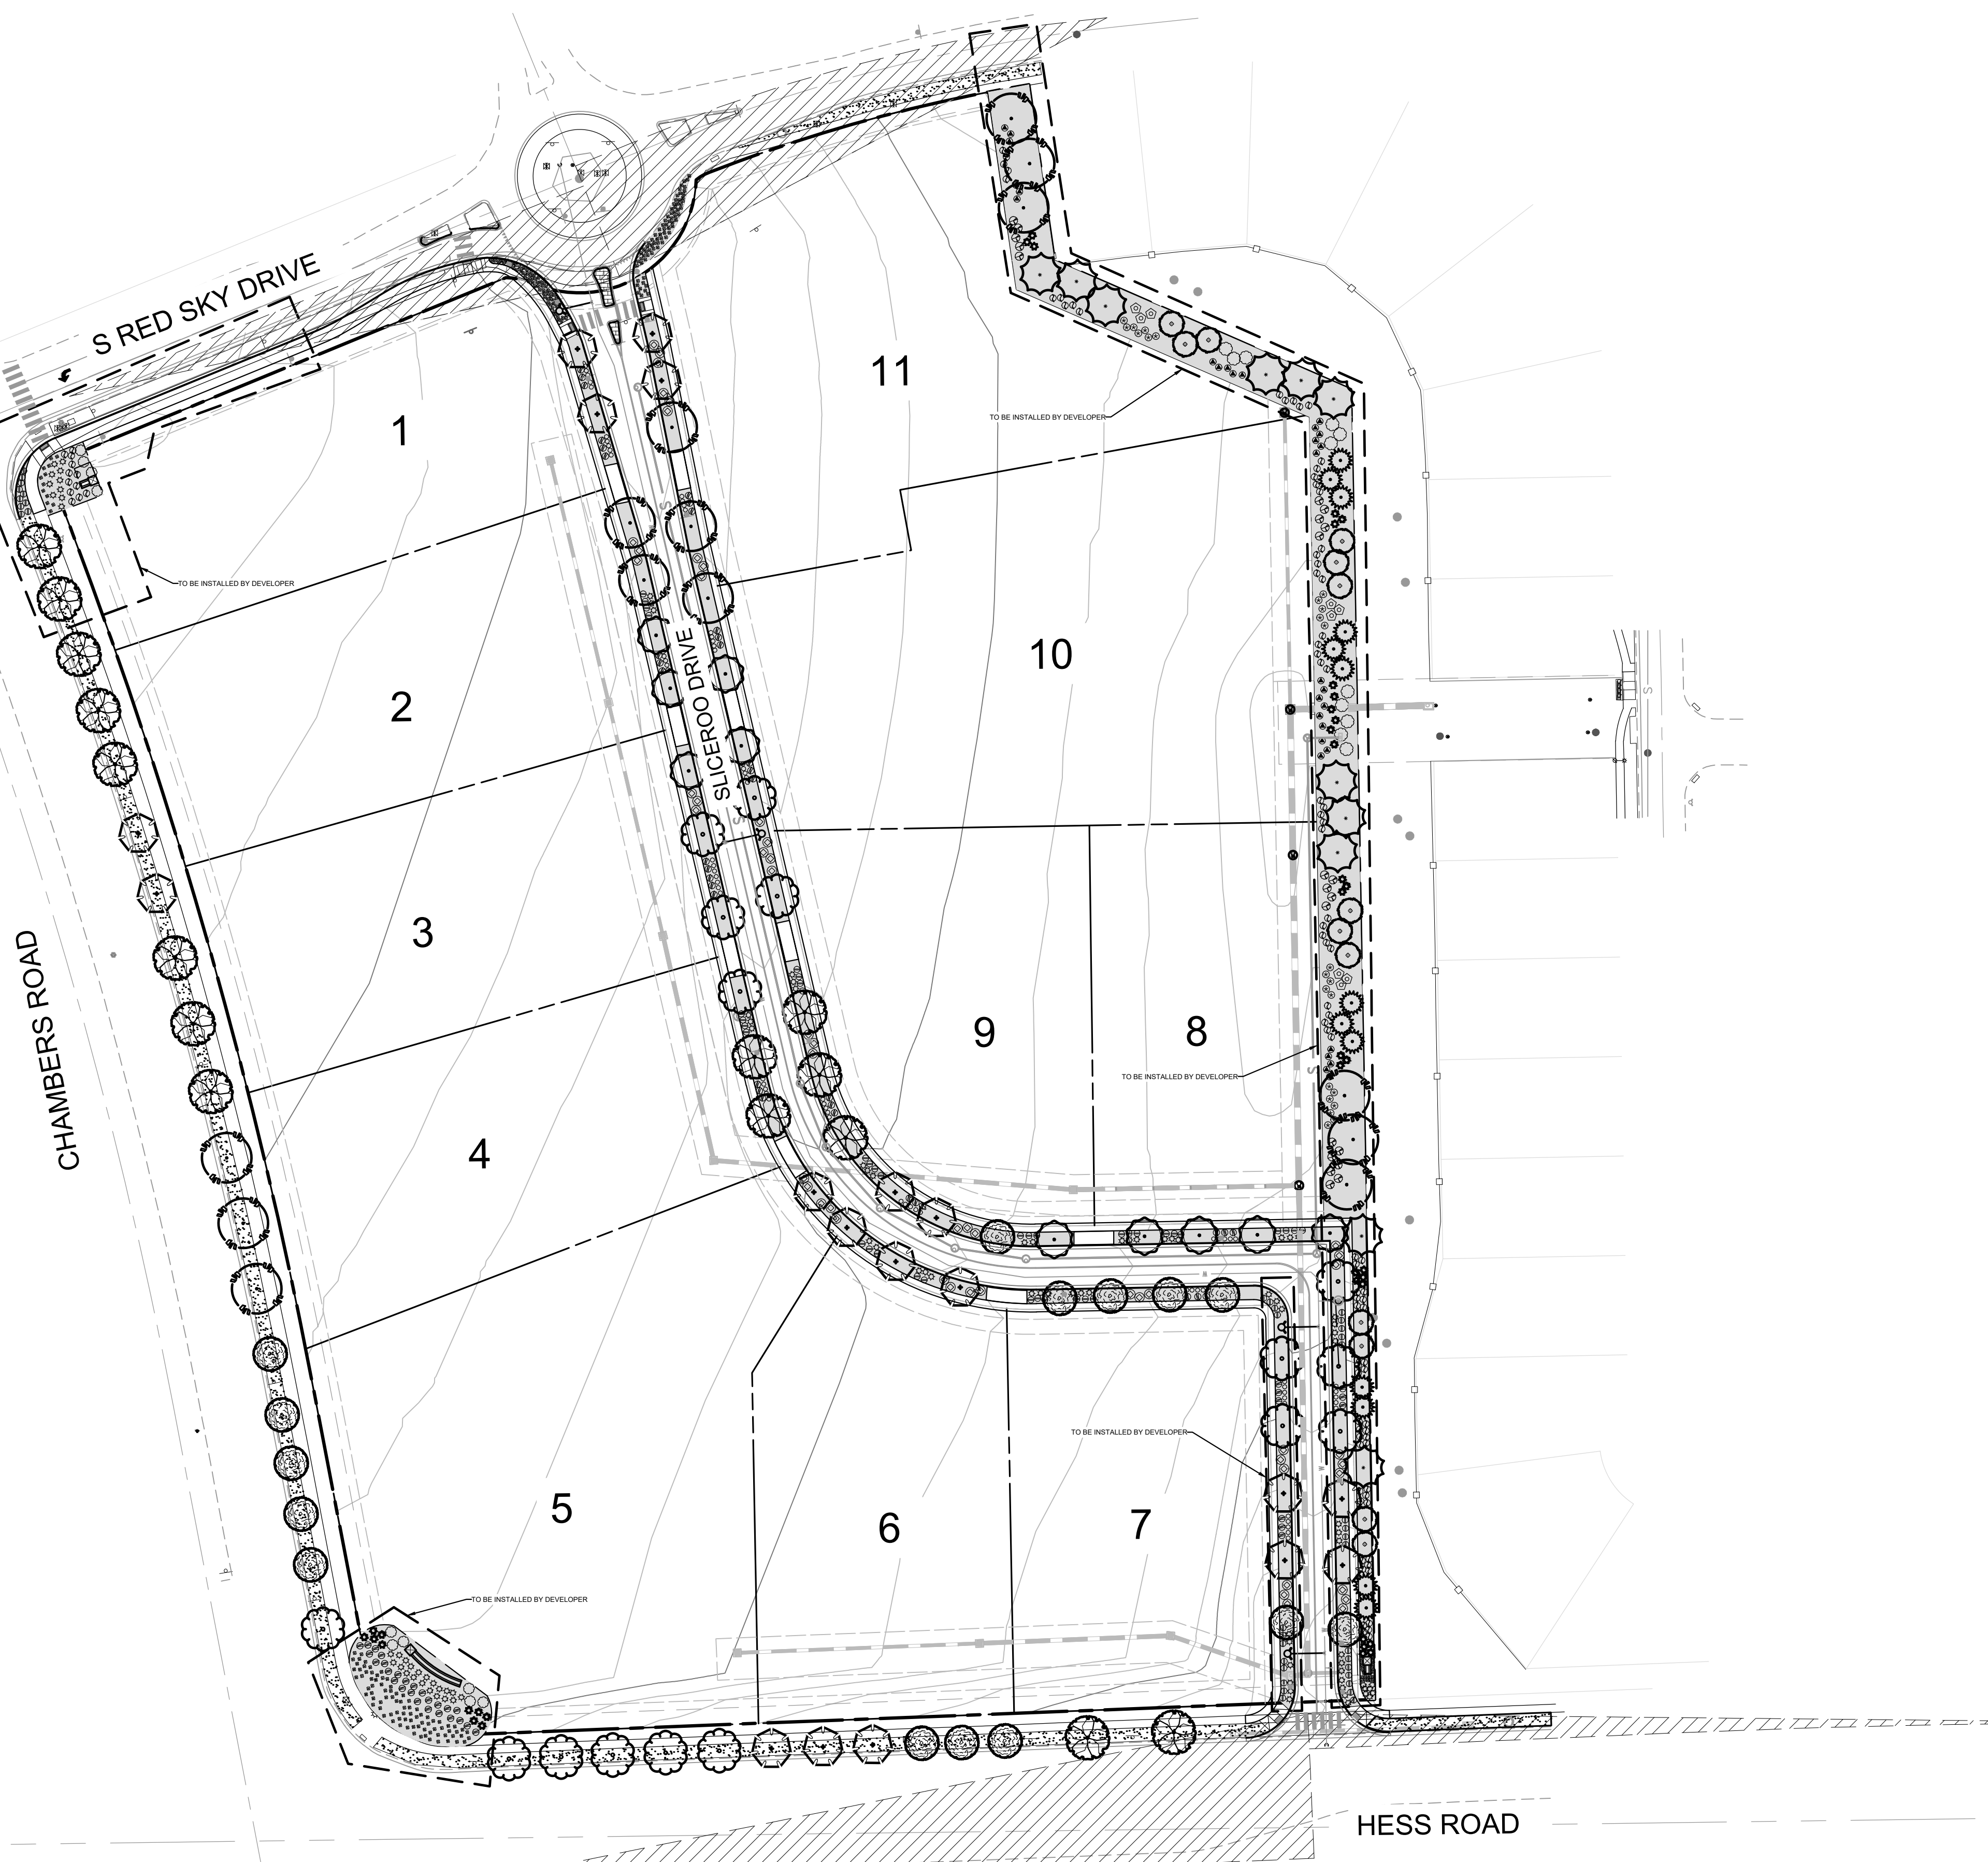 S RED SKY DRIVE
11
TO BE INSTALLED BY DEVELOPER
1
TO BE INSTALLED BY DEVELOPER
S
SLICEROO DRIVE
10
2
S
S
3
CHAMBERS ROAD
9
8
TO BE INSTALLED BY DEVELOPER
S
4
TO BE INSTALLED BY DEVELOPER
5
6
7
TO BE INSTALLED BY DEVELOPER
HESS ROAD